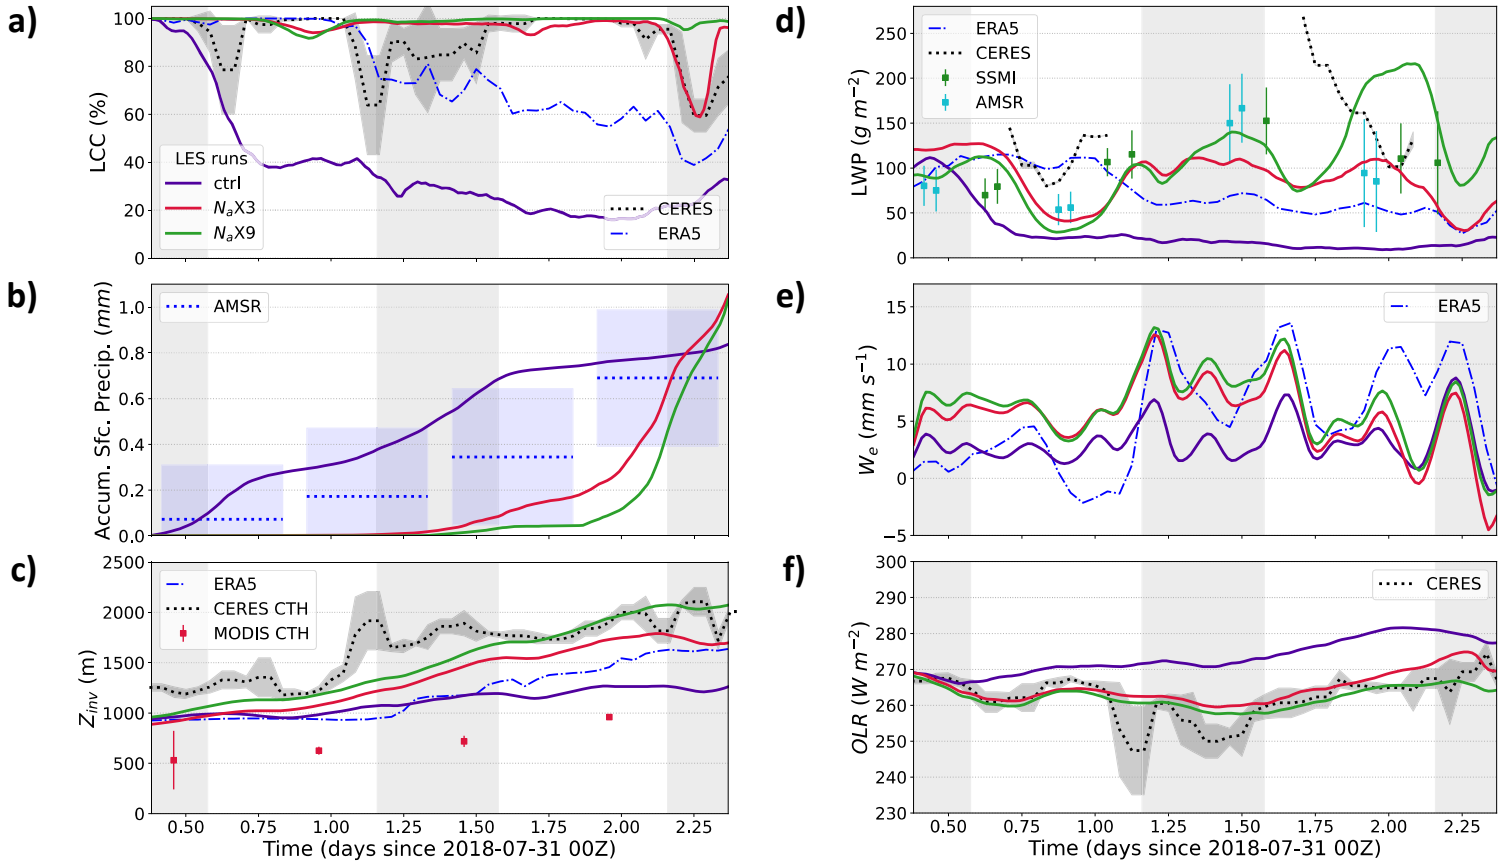 a)
LCC (%)
100
80
60
40
20
0
LES runs
ctrl
NₐX3
NₐX9
CERES
ERA5
b)
Accum. Sfc. Precip. (mm)
1.0
0.8
0.6
0.4
0.2
0.0
AMSR
c)
Z_inv (m)
2500
2000
1500
1000
500
0
ERA5
CERES CTH
MODIS CTH
0.50 0.75 1.00 1.25 1.50 1.75 2.00 2.25
Time (days since 2018-07-31 00Z)
d)
LWP (g m⁻²)
250
200
150
100
50
0
ERA5
CERES
SSMI
AMSR
e)
W_e (mm s⁻¹)
15
10
5
0
−5
ERA5
f)
OLR (W m⁻²)
300
290
280
270
260
250
240
230
CERES
0.50 0.75 1.00 1.25 1.50 1.75 2.00 2.25
Time (days since 2018-07-31 00Z)